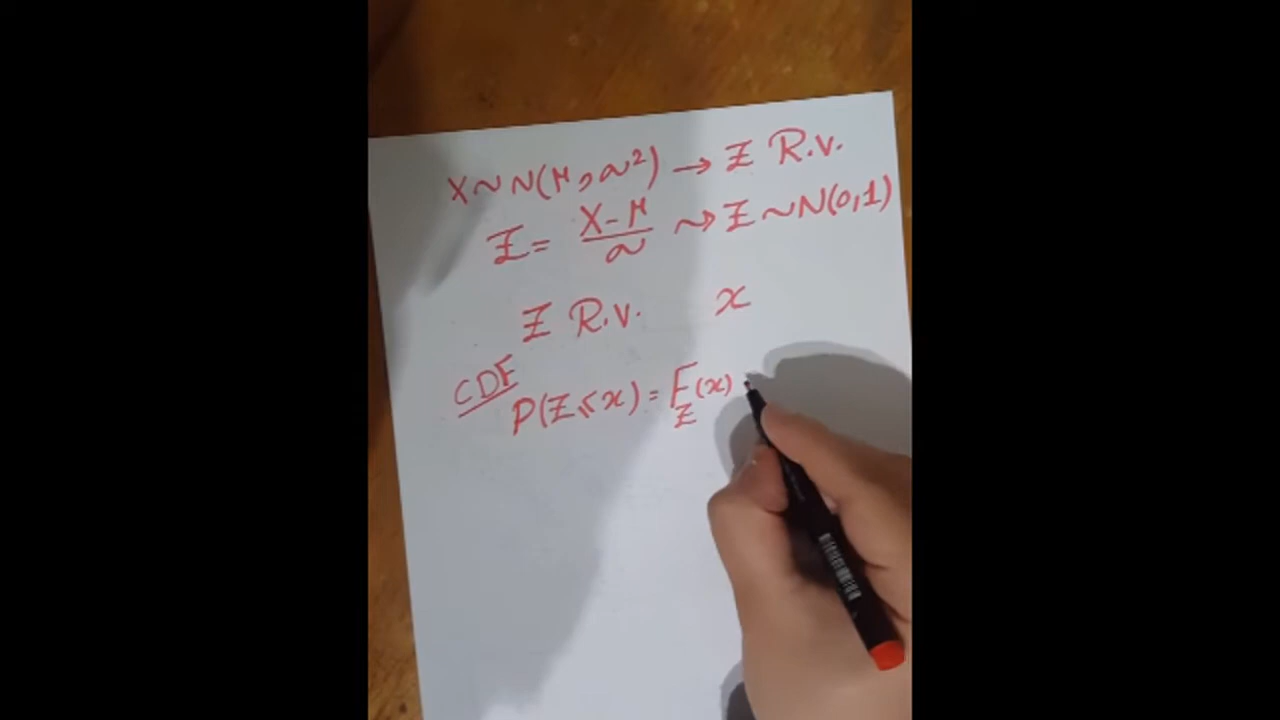 X ~ N(μ, σ²) → Z R.v.
Z = (X - μ)/σ ⇝ Z ~ N(0,1)
Z R.v. x
CDF
P(Z ≤ x) = F_Z(x)